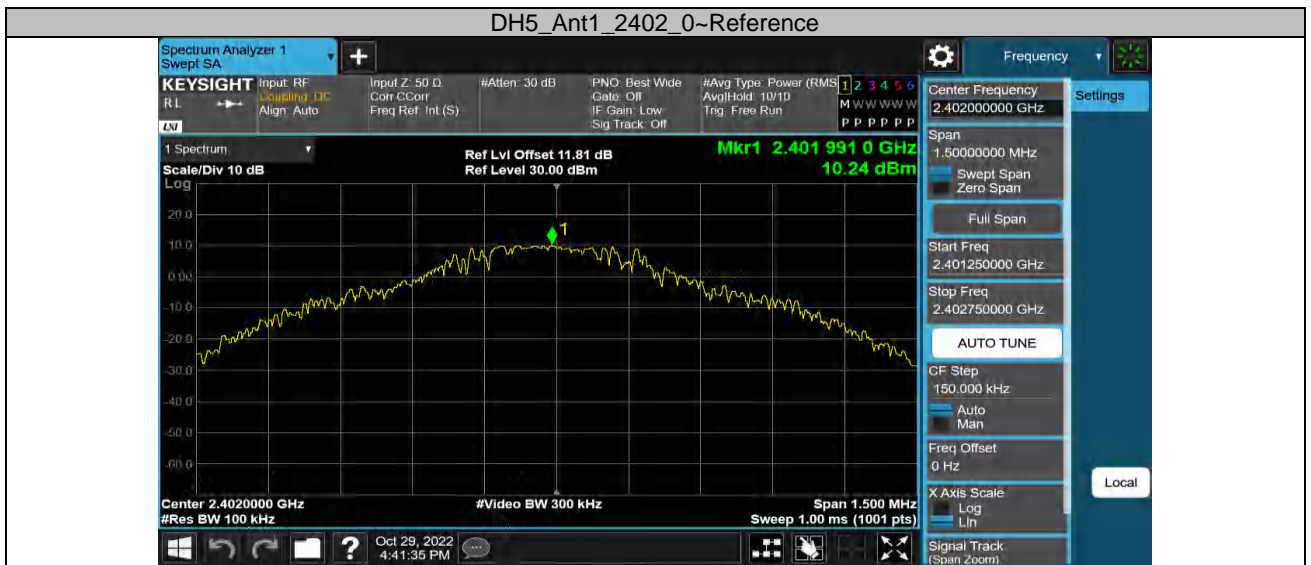 DH5_Ant1_2402_0~Reference
Spectrum Analyzer 1
Swept SA
+
Frequency
KEYSIGHT
RL
LXI
Input: RF
Coupling: DC
Align: Auto
Input Z: 50 Ω
Corr CCorr
Freq Ref: Int (S)
#Atten: 30 dB
PNO: Best Wide
Gate: Off
IF Gain: Low
Sig Track: Off
#Avg Type: Power (RMS
Avg|Hold: 10/10
Trig: Free Run
1 2 3 4 5 6
M W W W W W
P P P P P P
Center Frequency
2.402000000 GHz
Settings
Span
1.50000000 MHz
Swept Span
Zero Span
Full Span
Start Freq
2.401250000 GHz
Stop Freq
2.402750000 GHz
AUTO TUNE
CF Step
150.000 kHz
Auto
Man
Freq Offset
0 Hz
X Axis Scale
Log
Lin
Signal Track
(Span Zoom)
Local
1 Spectrum
Scale/Div 10 dB
Log
Ref Lvl Offset 11.81 dB
Ref Level 30.00 dBm
Mkr1 2.401 991 0 GHz
10.24 dBm
1
20.0
10.0
0.00
-10.0
-20.0
-30.0
-40.0
-50.0
-60.0
Center 2.4020000 GHz
#Res BW 100 kHz
#Video BW 300 kHz
Span 1.500 MHz
Sweep 1.00 ms (1001 pts)
?
Oct 29, 2022
4:41:35 PM